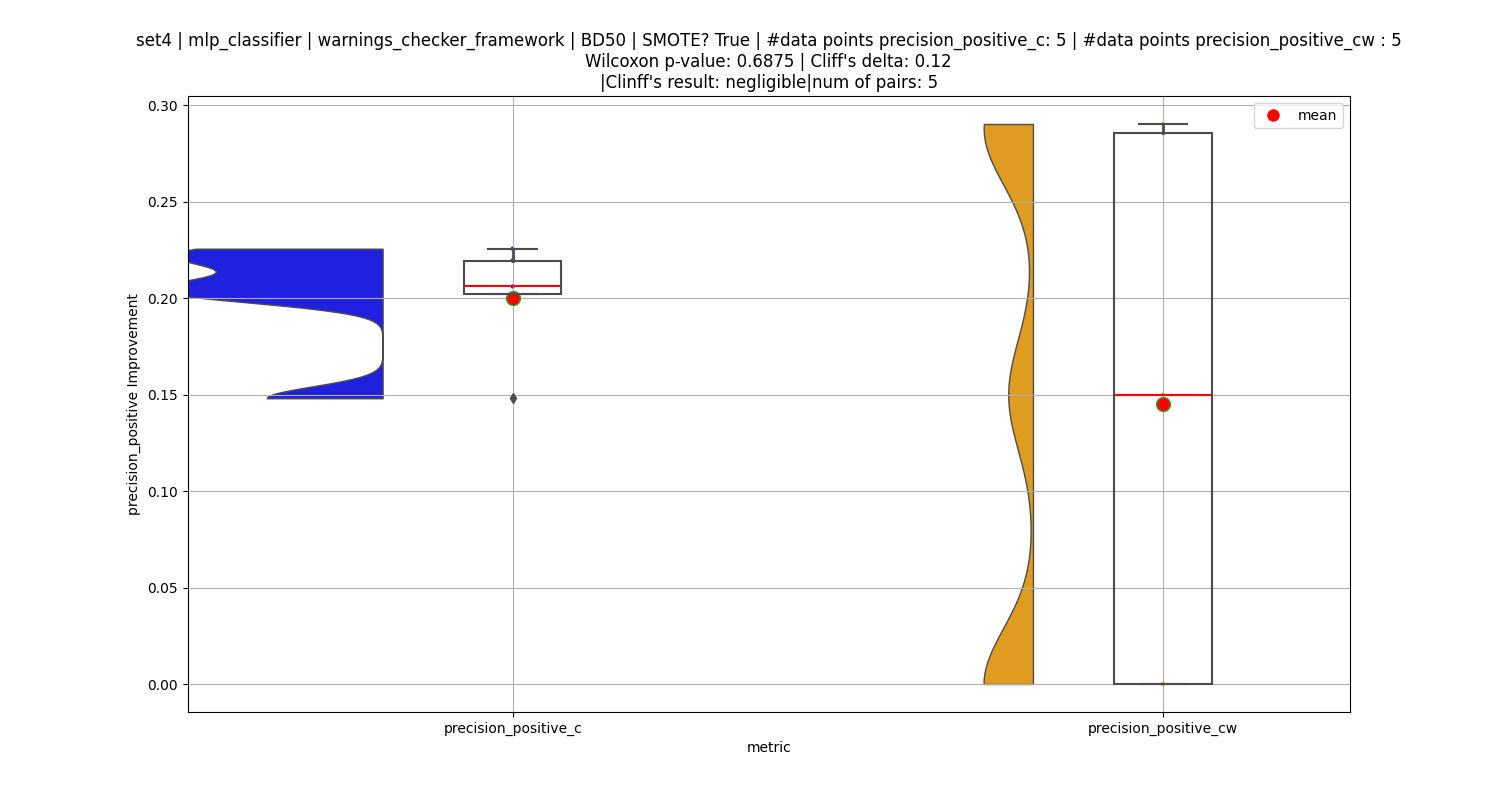 set4 | mlp_classifier | warnings_checker_framework | BD50 | SMOTE? True | #data points precision_positive_c: 5 | #data points precision_positive_cw : 5
Wilcoxon p-value: 0.6875 | Cliff's delta: 0.12
|Clinff's result: negligible|num of pairs: 5
mean
precision_positive Improvement
0.30
0.25
0.20
0.15
0.10
0.05
0.00
precision_positive_c
precision_positive_cw
metric